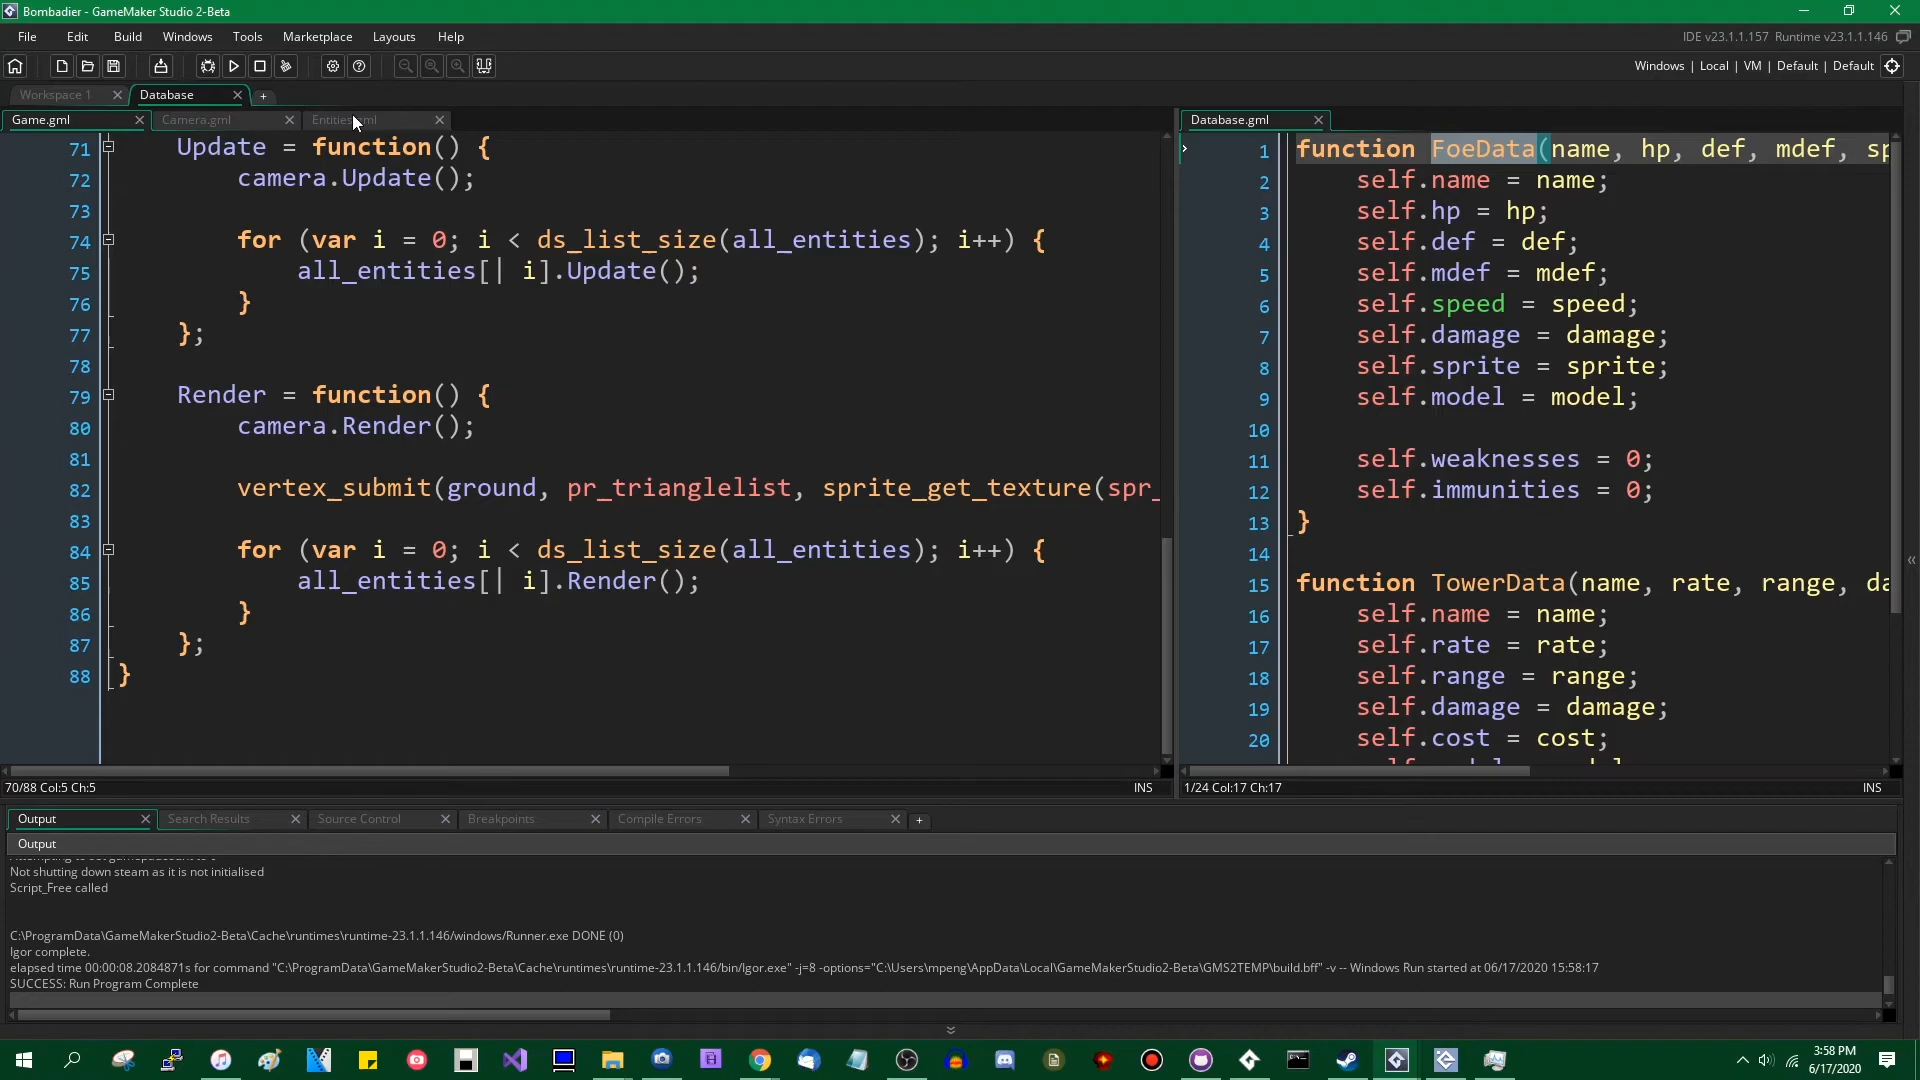 Bombadier - GameMaker Studio 2-Beta
File Edit Build Windows Tools Marketplace Layouts Help
IDE v23.1.1.157 Runtime v23.1.1.146
Windows | Local | VM | Default | Default
Workspace 1
Database
Game.gml
Camera.gml
71 Update = function() {
72 camera.Update();
73
74 for (var i = 0; i < ds_list_size(all_entities); i++) {
75 all_entities[| i].Update();
76 }
77 };
78
79 Render = function() {
80 camera.Render();
81
82 vertex_submit(ground, pr_trianglelist, sprite_get_texture(spr_
83
84 for (var i = 0; i < ds_list_size(all_entities); i++) {
85 all_entities[| i].Render();
86 }
87 };
88 }
70/88 Col:5 Ch:5
INS
Database.gml
1 function FoeData(name, hp, def, mdef, sp
2 self.name = name;
3 self.hp = hp;
4 self.def = def;
5 self.mdef = mdef;
6 self.speed = speed;
7 self.damage = damage;
8 self.sprite = sprite;
9 self.model = model;
10
11 self.weaknesses = 0;
12 self.immunities = 0;
13 }
14
15 function TowerData(name, rate, range, da
16 self.name = name;
17 self.rate = rate;
18 self.range = range;
19 self.damage = damage;
20 self.cost = cost;
1/24 Col:17 Ch:17
INS
Output Search Results Source Control Breakpoints Compile Errors Syntax Errors
Output
Not shutting down steam as it is not initialised
Script_Free called
C:\ProgramData\GameMakerStudio2-Beta\Cache\runtimes\runtime-23.1.1.146/windows/Runner.exe DONE (0)
Igor complete.
elapsed time 00:00:08.2084871s for command "C:\ProgramData\GameMakerStudio2-Beta\Cache\runtimes\runtime-23.1.1.146/bin/Igor.exe" -j=8 -options="C:\Users\mpeng\AppData\Local\GameMakerStudio2-Beta\GMS2TEMP\build.bff" -v -- Windows Run started at 06/17/2020 15:58:17
SUCCESS: Run Program Complete
3:58 PM
6/17/2020